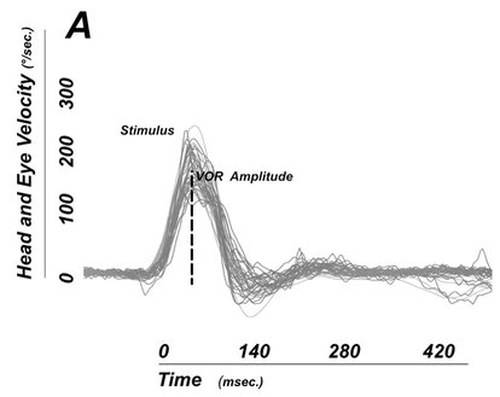 A
Head and Eye Velocity (°/sec.)
300
200
100
0
Stimulus
VOR Amplitude
0 140 280 420
Time (msec.)